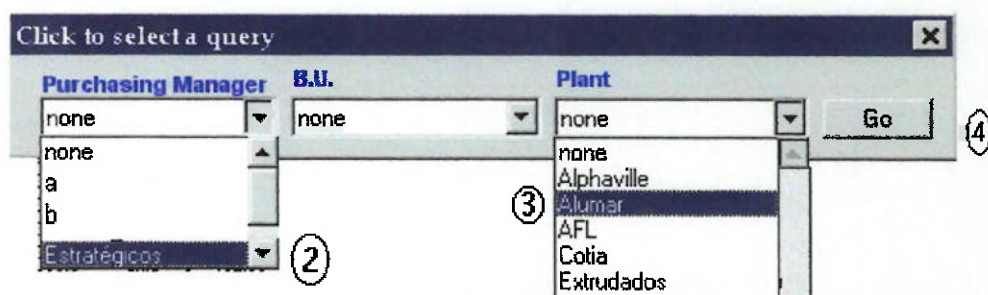 Click to select a query
Purchasing Manager B.U. Plant
none none none Go
④
none
a
b
Estratégicos
②
none
Alphaville
③
Alumar
AFL
Cotia
Extrudados